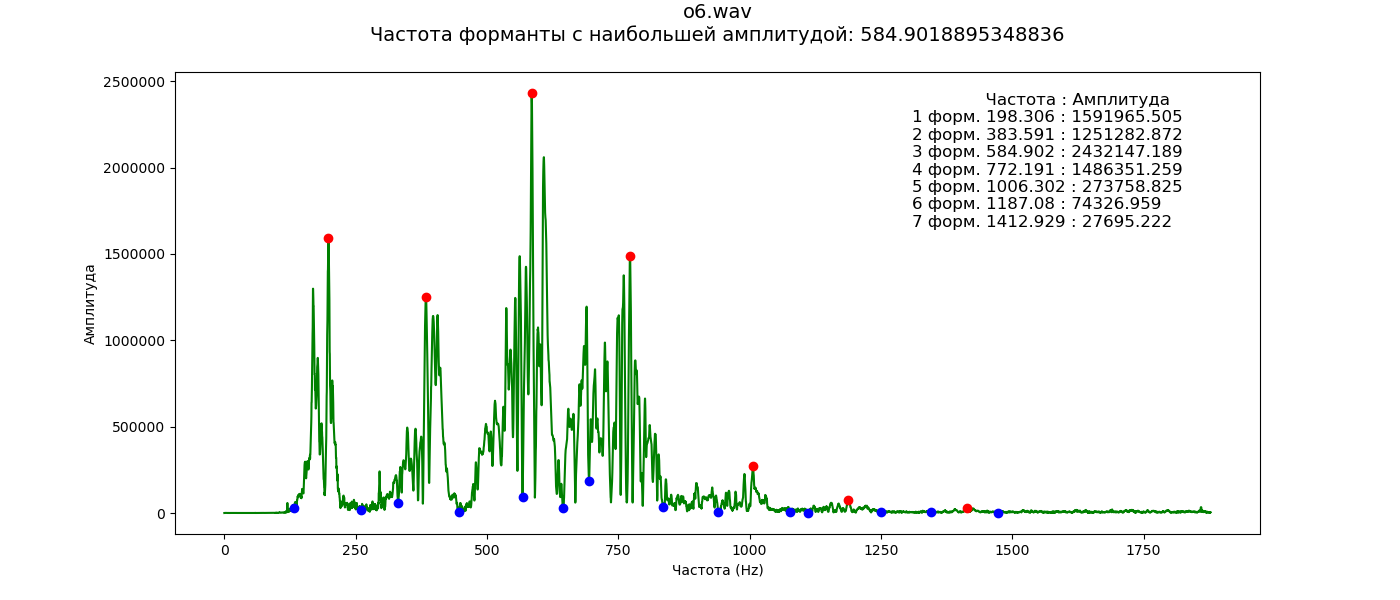 o6.wav
Частота форманты с наибольшей амплитудой: 584.9018895348836
Частота : Амплитуда
1 форм. 198.306 : 1591965.505
2 форм. 383.591 : 1251282.872
3 форм. 584.902 : 2432147.189
4 форм. 772.191 : 1486351.259
5 форм. 1006.302 : 273758.825
6 форм. 1187.08 : 74326.959
7 форм. 1412.929 : 27695.222
Амплитуда
2500000
2000000
1500000
1000000
500000
0
0 250 500 750 1000 1250 1500 1750
Частота (Hz)